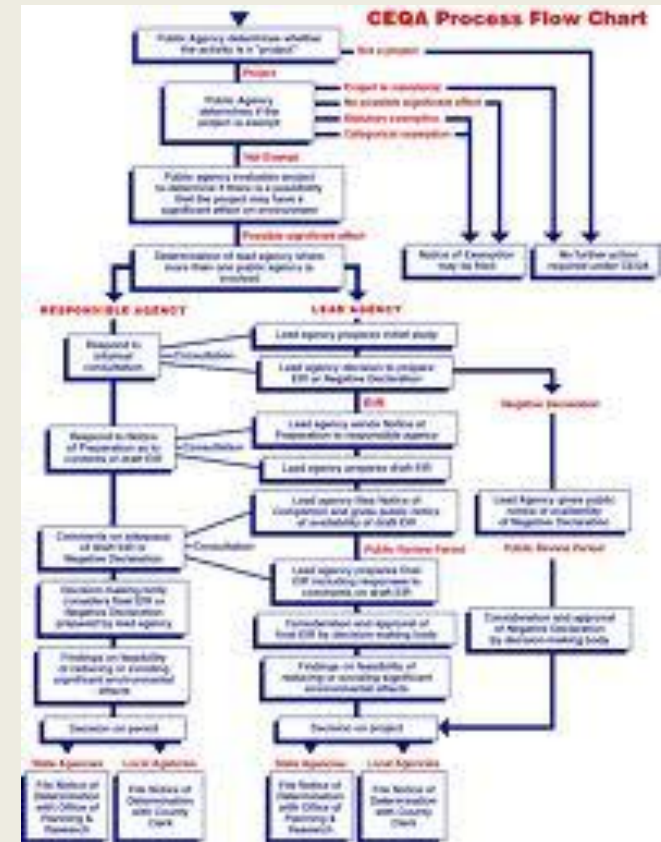 CEQA Process Flow Chart
Public Agency determines whether
the activity is a "project"
Not a project
Project
Public Agency
determines if the
project is exempt
Project is ministerial
No possible significant effect
Statutory exemption
Categorical exemption
Not Exempt
Public agency evaluates project
to determine if there is a possibility
that the project may have a
significant effect on environment
Possible significant effect
Notice of Exemption
may be filed
No further action
required under CEQA
Determination of lead agency where
more than one public agency is
involved
RESPONSIBLE AGENCY
LEAD AGENCY
Respond to
informal
consultation
Consultation
Lead agency prepares initial study
Lead agency decision to prepare
EIR or Negative Declaration
EIR
Negative Declaration
Respond to Notice
of Preparation as to
contents of draft EIR
Consultation
Lead agency sends Notice of
Preparation to responsible agency
Lead agency prepares draft EIR
Lead agency files Notice of
Completion and gives public notice
of availability of draft EIR
Lead Agency gives public
notice of availability
of Negative Declaration
Comments on adequacy
of draft EIR or
Negative Declaration
Consultation
Public Review Period
Public Review Period
Lead agency prepares final
EIR including responses to
comments on draft EIR
Decision-making body
considers final EIR or
Negative Declaration
prepared by lead agency
Consideration and approval of
final EIR by decision-making body
Consideration and approval
of Negative Declaration
by decision-making body
Findings on feasibility
of reducing or avoiding
significant environmental
effects
Findings on feasibility of
reducing or avoiding significant
environmental effects
Decision on permit
Decision on project
State Agencies
Local Agencies
State Agencies
Local Agencies
File Notice of
Determination
with Office of
Planning &
Research
File Notice of
Determination
with County
Clerk
File Notice of
Determination
with Office of
Planning &
Research
File Notice of
Determination
with County
Clerk